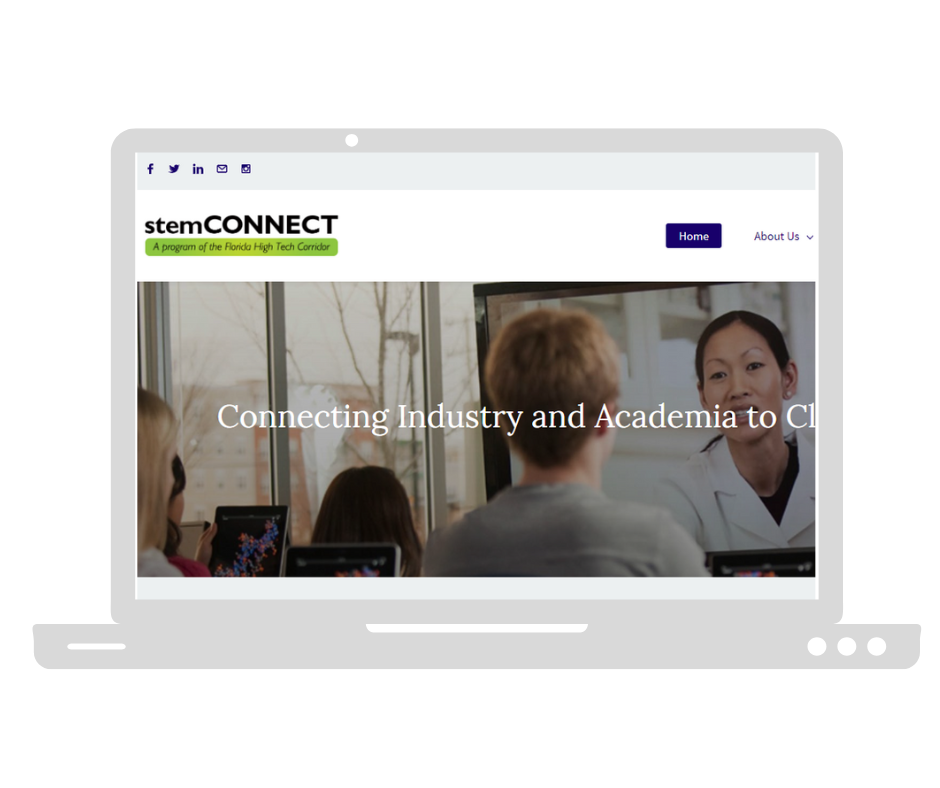 stemCONNECT
A program of the Florida High Tech Corridor
Home
About Us
Connecting Industry and Academia to Cl